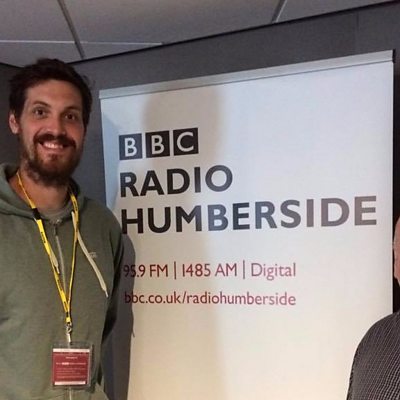 BBC
RADIO
HUMBERSIDE
95.9 FM | 1485 AM | Digital
bbc.co.uk/radiohumberside